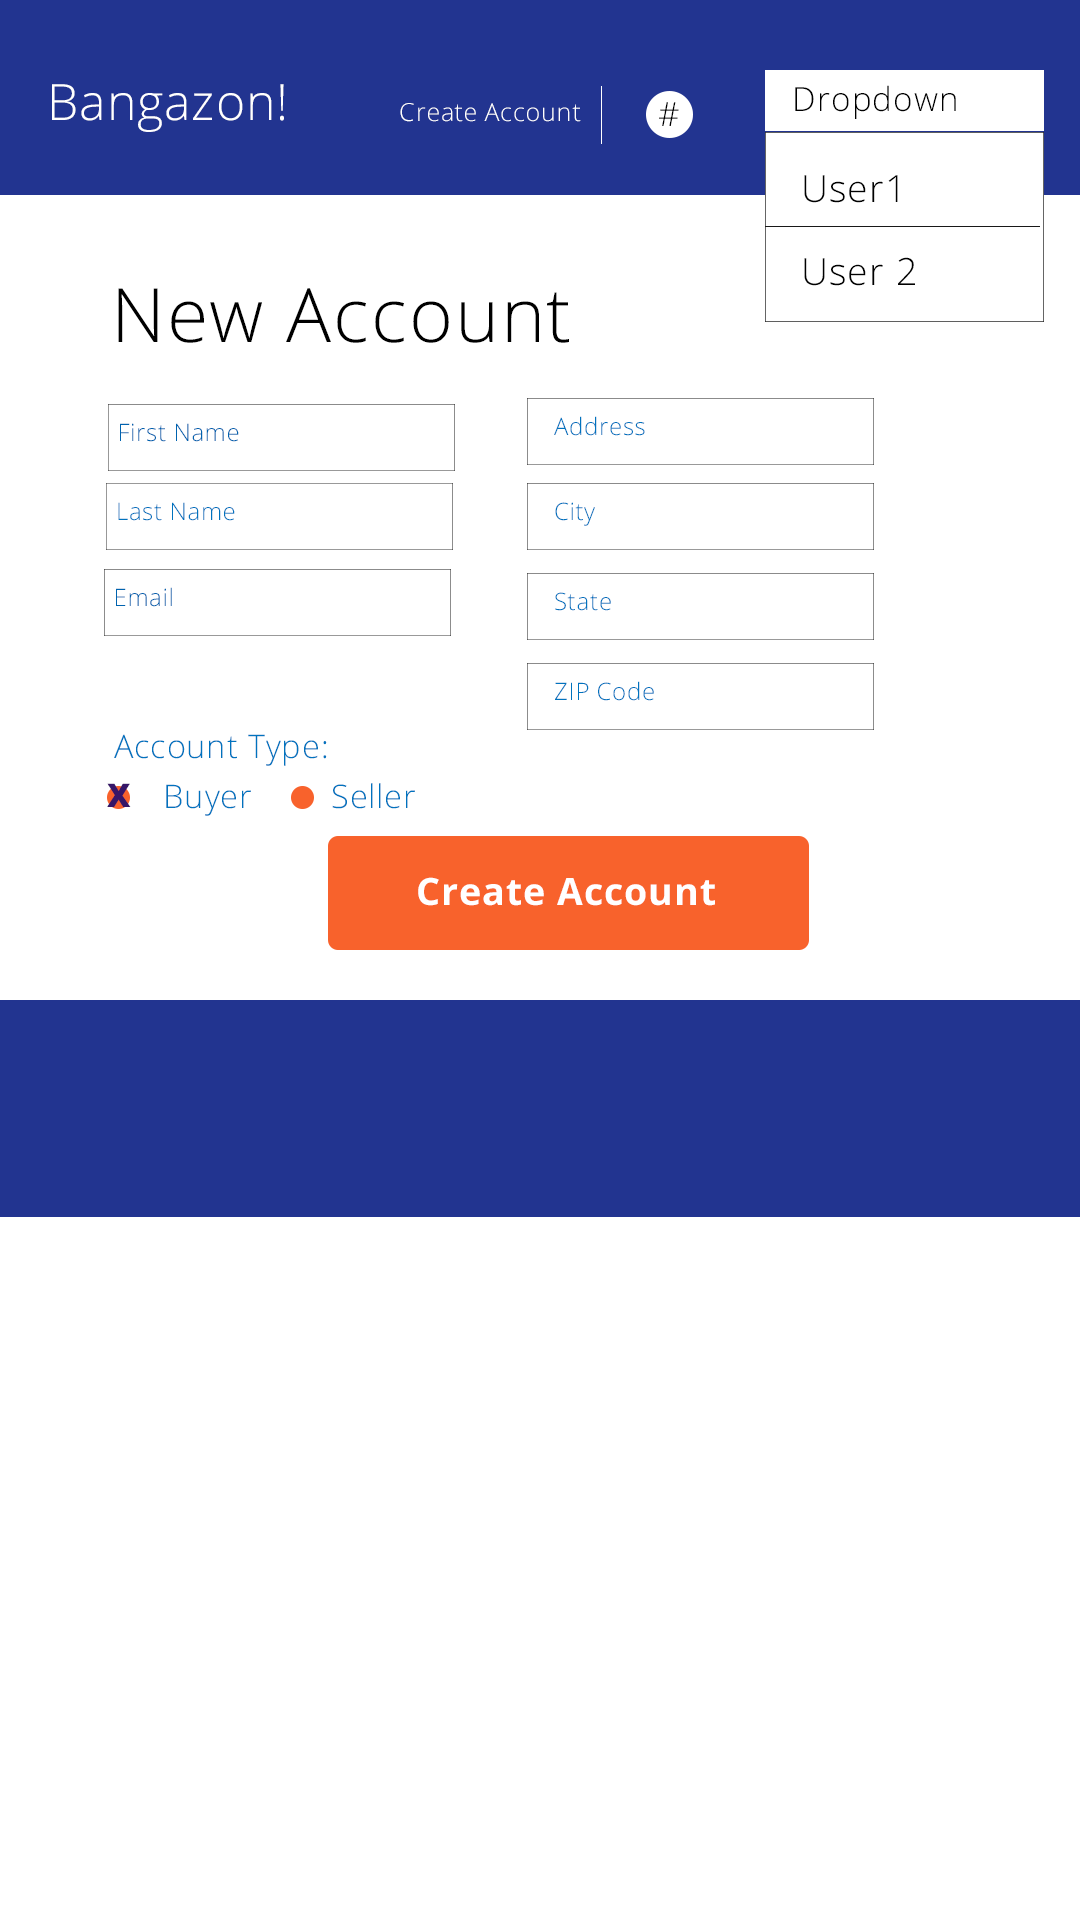 Bangazon!
Create Account
#
Dropdown
User1
User 2
New Account
First Name
Last Name
Email
Address
City
State
ZIP Code
Account Type:
X Buyer
Seller
Create Account